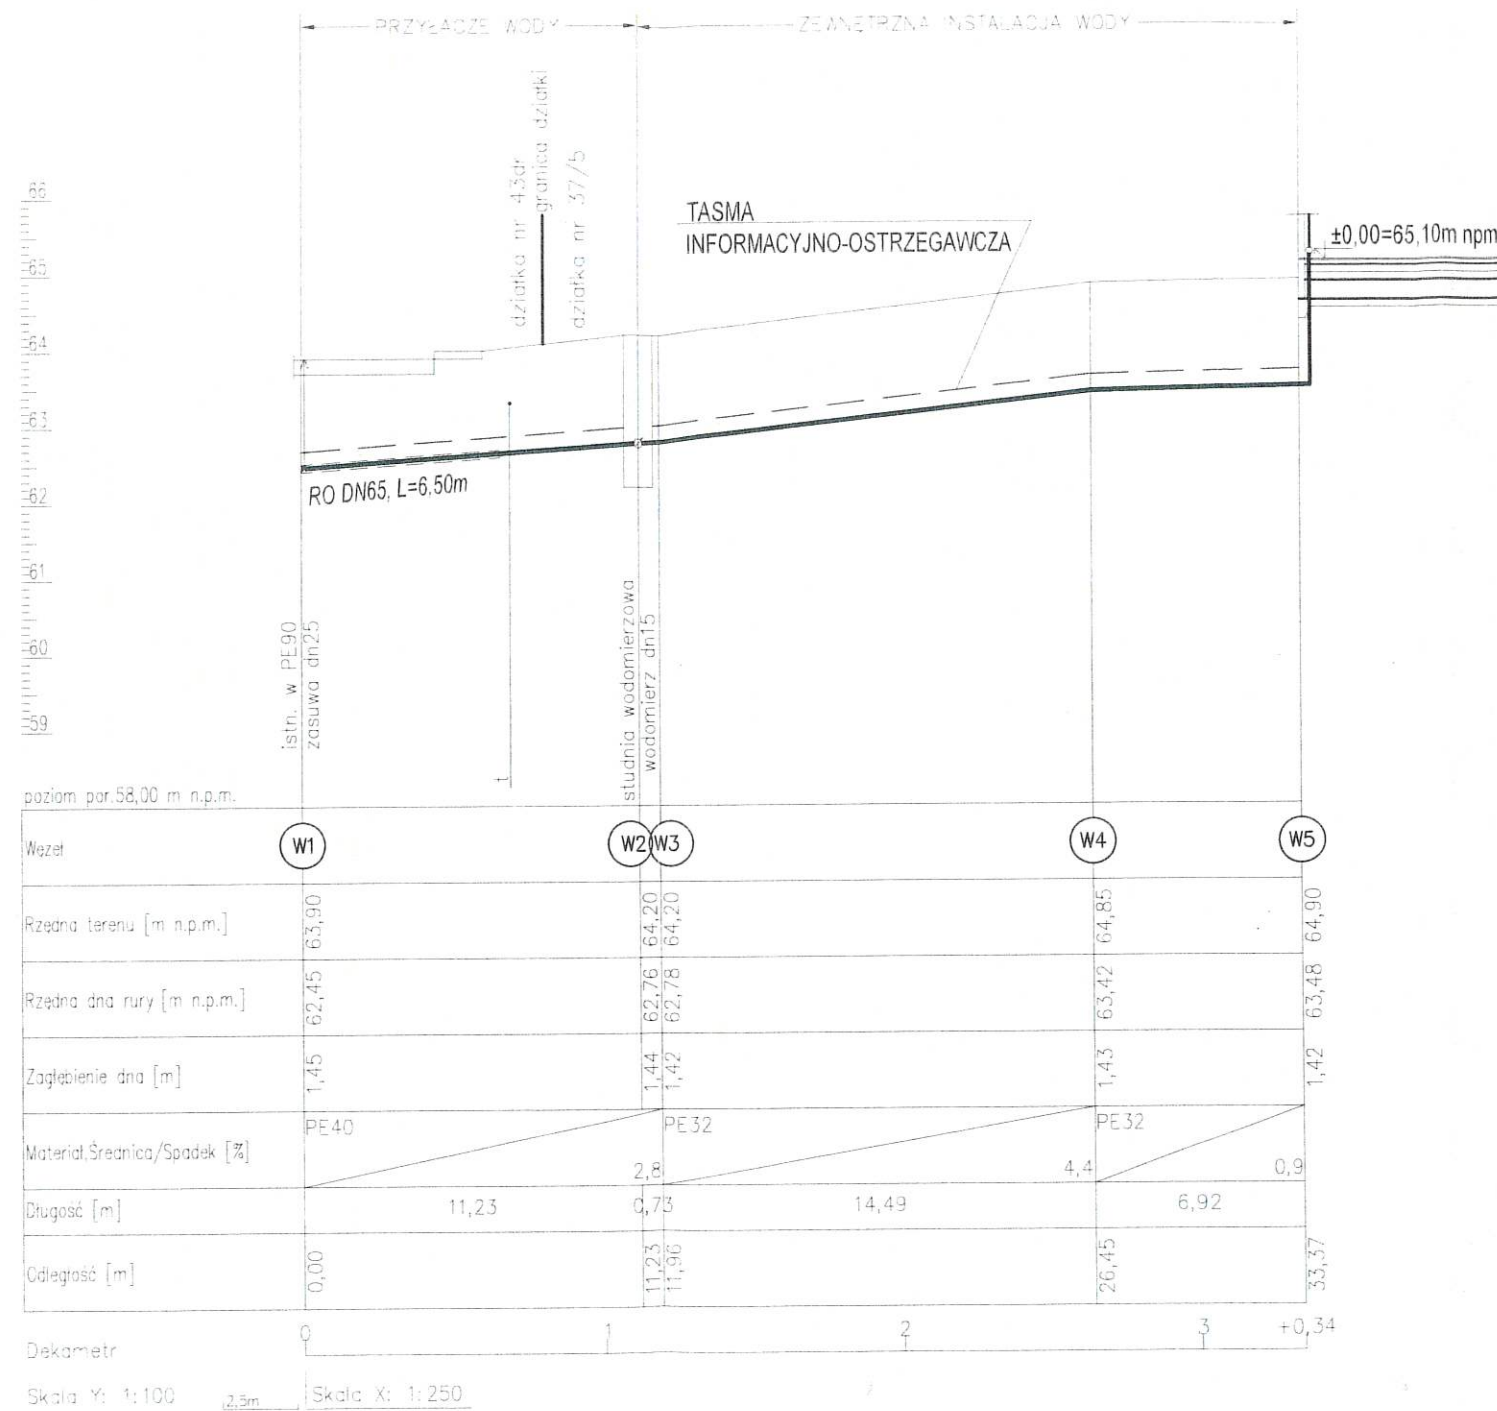 PRZYŁĄCZE WODY
ZEWNĘTRZNA INSTALACJA WODY
działka nr 43dr
granica działki
działka nr 37/5
TASMA
INFORMACYJNO-OSTRZEGAWCZA
±0,00=65,10m npm
66
65
64
63
62
61
60
59
RO DN65, L=6,50m
istn. w PE90
zasuwa dn25
t
studnia wodomierzowa
wodomierz dn15
poziom por.58,00 m n.p.m.
Węzeł W1 W2 W3 W4 W5
Rzędna terenu [m n.p.m.] 63,90 64,20 64,20 64,85 64,90
Rzędna dna rury [m n.p.m.] 62,45 62,76 62,78 63,42 63,48
Zagłębienie dna [m] 1,45 1,44 1,42 1,43 1,42
Materiał,Średnica/Spadek [%] PE40 2,8 PE32 4,4 PE32 0,9
Długość [m] 11,23 0,73 14,49 6,92
Odległość [m] 0,00 11,23 11,96 26,45 33,37
Dekametr 0 1 2 3 +0,34
Skala Y: 1:100 2,5m Skala X: 1:250